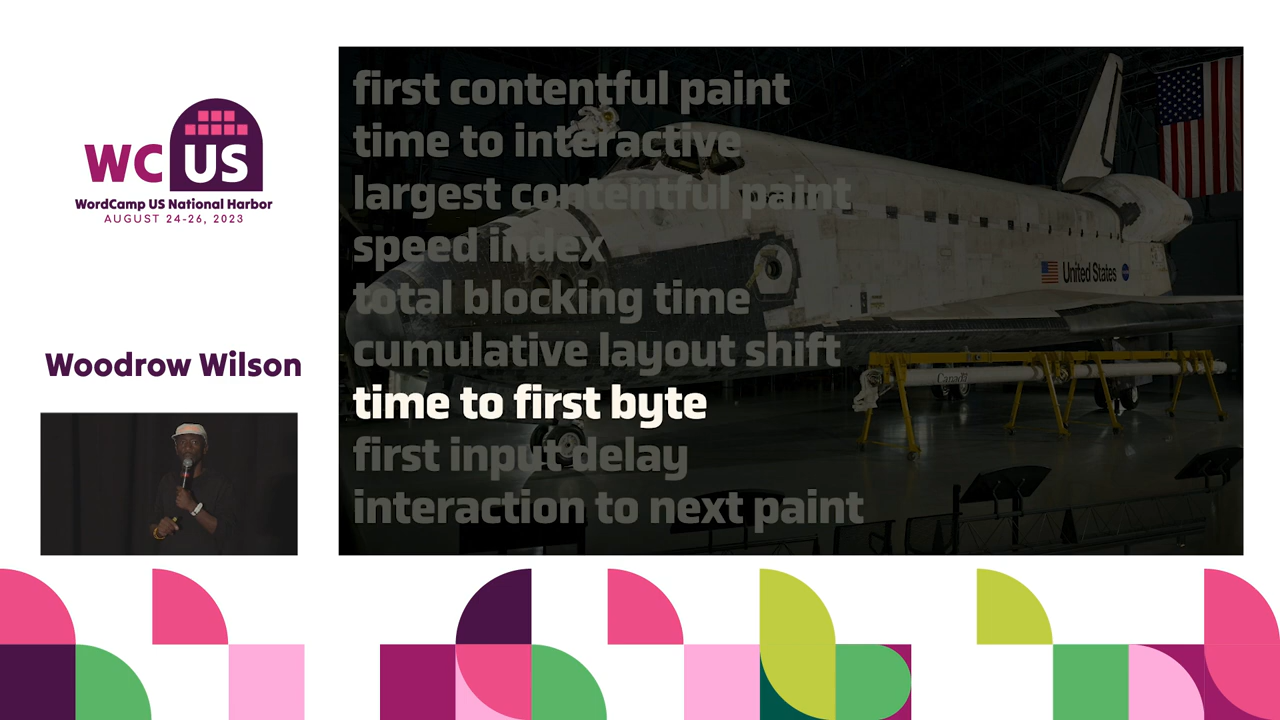 WC US
WordCamp US National Harbor
AUGUST 24-26, 2023
Woodrow Wilson
first contentful paint
time to interactive
largest contentful paint
speed index
total blocking time
cumulative layout shift
time to first byte
first input delay
interaction to next paint
United States
Canada